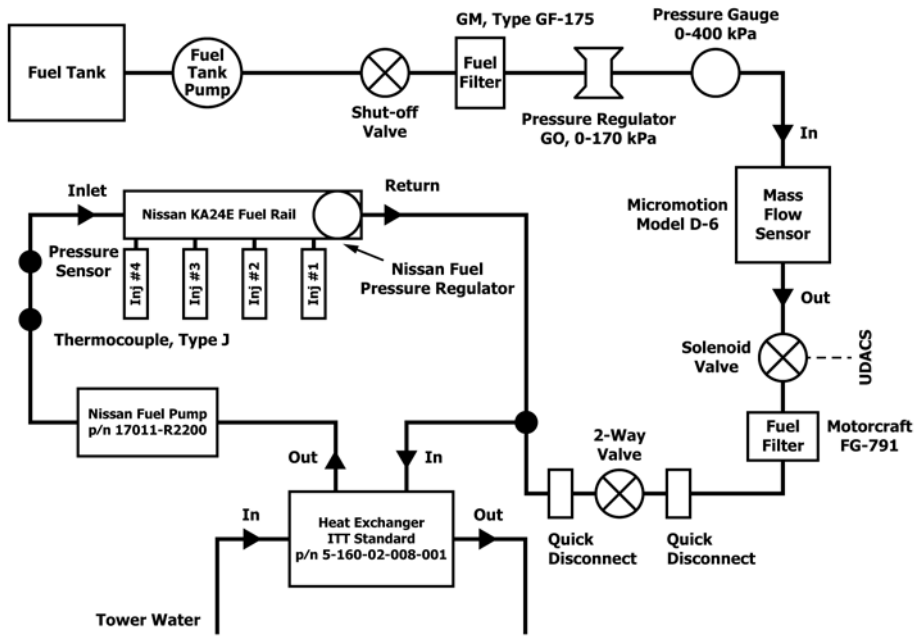 Fuel Tank
Fuel
Tank
Pump
Shut-off
Valve
GM, Type GF-175
Fuel
Filter
Pressure Regulator
GO, 0-170 kPa
Pressure Gauge
0-400 kPa
In
Micromotion
Model D-6
Mass
Flow
Sensor
Out
Solenoid
Valve
UDACS
Fuel
Filter
Motorcraft
FG-791
2-Way
Valve
Quick
Disconnect
Quick
Disconnect
Inlet
Nissan KA24E Fuel Rail
Return
Pressure
Sensor
Inj #4
Inj #3
Inj #2
Inj #1
Nissan Fuel
Pressure Regulator
Thermocouple, Type J
Nissan Fuel Pump
p/n 17011-R2200
Out
In
In
Heat Exchanger
ITT Standard
p/n 5-160-02-008-001
Out
Tower Water